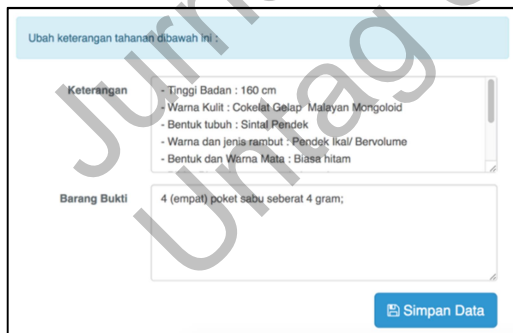 Ubah keterangan tahanan dibawah ini :
Keterangan
- Tinggi Badan : 160 cm
- Warna Kulit : Cokelat Gelap Malayan Mongoloid
- Bentuk tubuh : Sintal Pendek
- Warna dan jenis rambut : Pendek Ikal/ Bervolume
- Bentuk dan Warna Mata : Biasa hitam
Barang Bukti
4 (empat) poket sabu seberat 4 gram;
Simpan Data
Jurnal
Untag